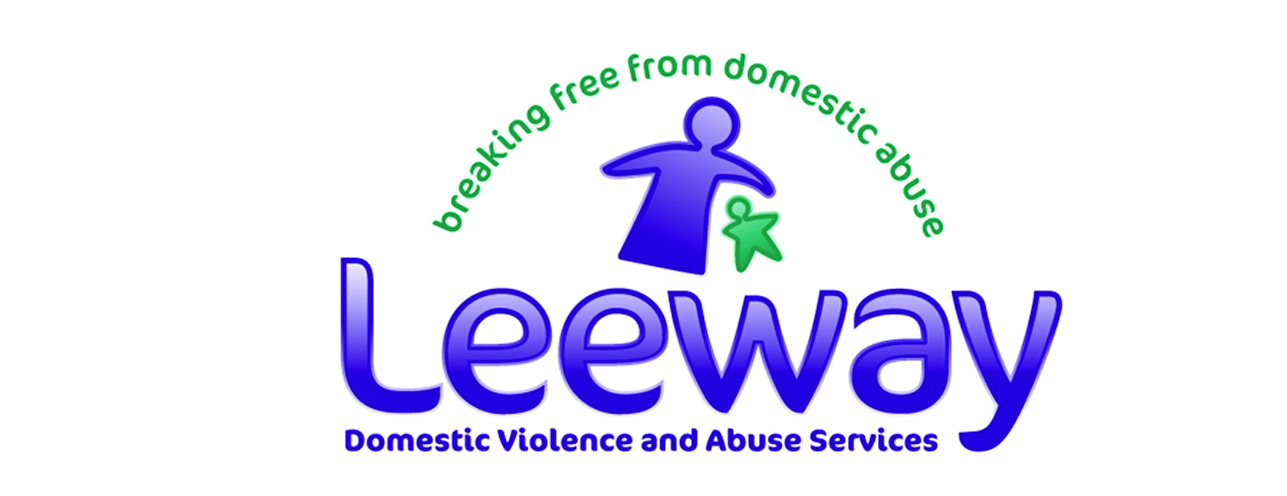 breaking free from domestic abuse
Leeway
Domestic Violence and Abuse Services